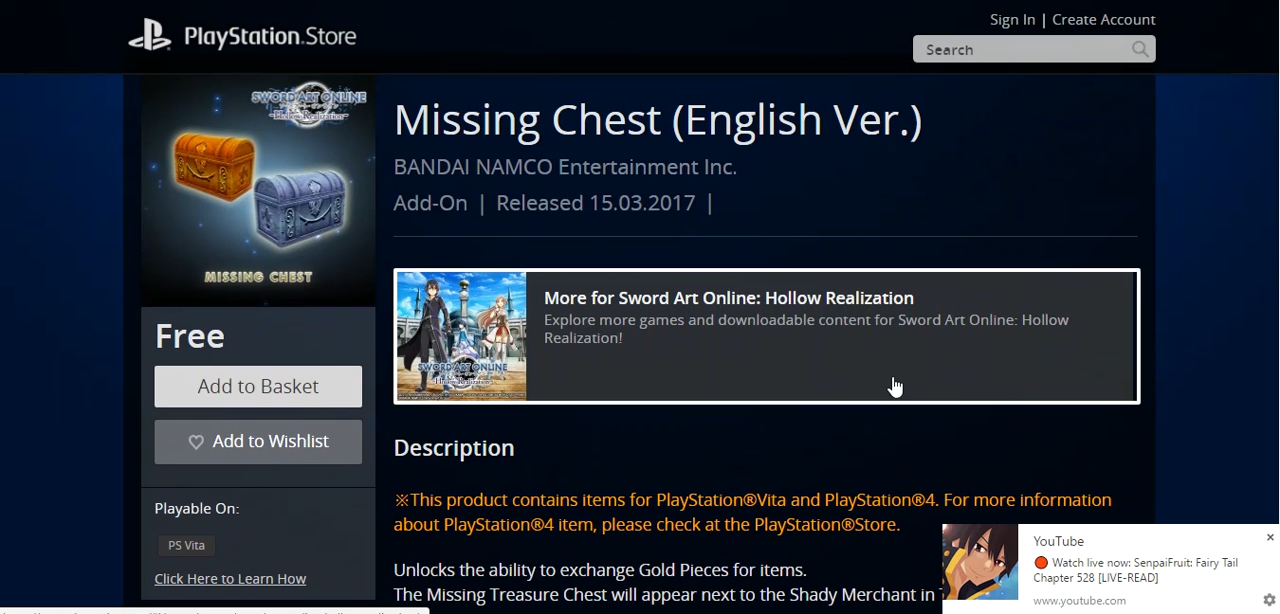 PlayStation.Store
Sign In | Create Account
Search
SWORD ART ONLINE
~Hollow Realization~
MISSING CHEST
Missing Chest (English Ver.)
BANDAI NAMCO Entertainment Inc.
Add-On | Released 15.03.2017 |
Free
Add to Basket
Add to Wishlist
Playable On:
PS Vita
Click Here to Learn How
SWORD ART ONLINE
~Hollow Realization~
More for Sword Art Online: Hollow Realization
Explore more games and downloadable content for Sword Art Online: Hollow
Realization!
Description
※This product contains items for PlayStation®Vita and PlayStation®4. For more information
about PlayStation®4 item, please check at the PlayStation®Store.
Unlocks the ability to exchange Gold Pieces for items.
The Missing Treasure Chest will appear next to the Shady Merchant in
YouTube
Watch live now: SenpaiFruit: Fairy Tail
Chapter 528 [LIVE-READ]
www.youtube.com